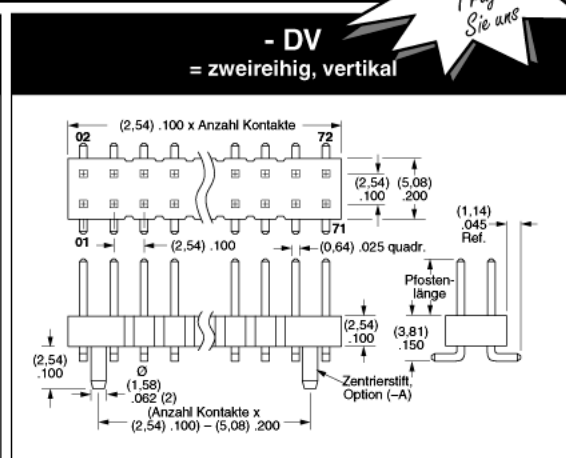 Sie uns
- DV
= zweireihig, vertikal
(2,54) .100 x Anzahl Kontakte
02
72
(2,54)
.100
(5,08)
.200
01
71
(2,54) .100
(0,64) .025 quadr.
(1,14)
.045
Ref.
Pfosten-
länge
(2,54)
.100
(3,81)
.150
(2,54)
.100
Ø
(1,58)
.062 (2)
Zentrierstift,
Option (–A)
(Anzahl Kontakte x
(2,54) .100) – (5,08) .200